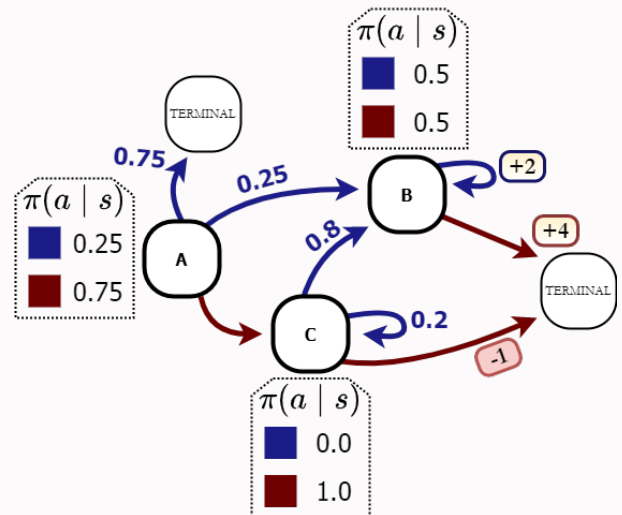 π(a | s)
0.5
0.5
TERMINAL
0.75
0.25
+2
B
π(a | s)
0.25
0.75
A
0.8
+4
TERMINAL
C
0.2
-1
π(a | s)
0.0
1.0